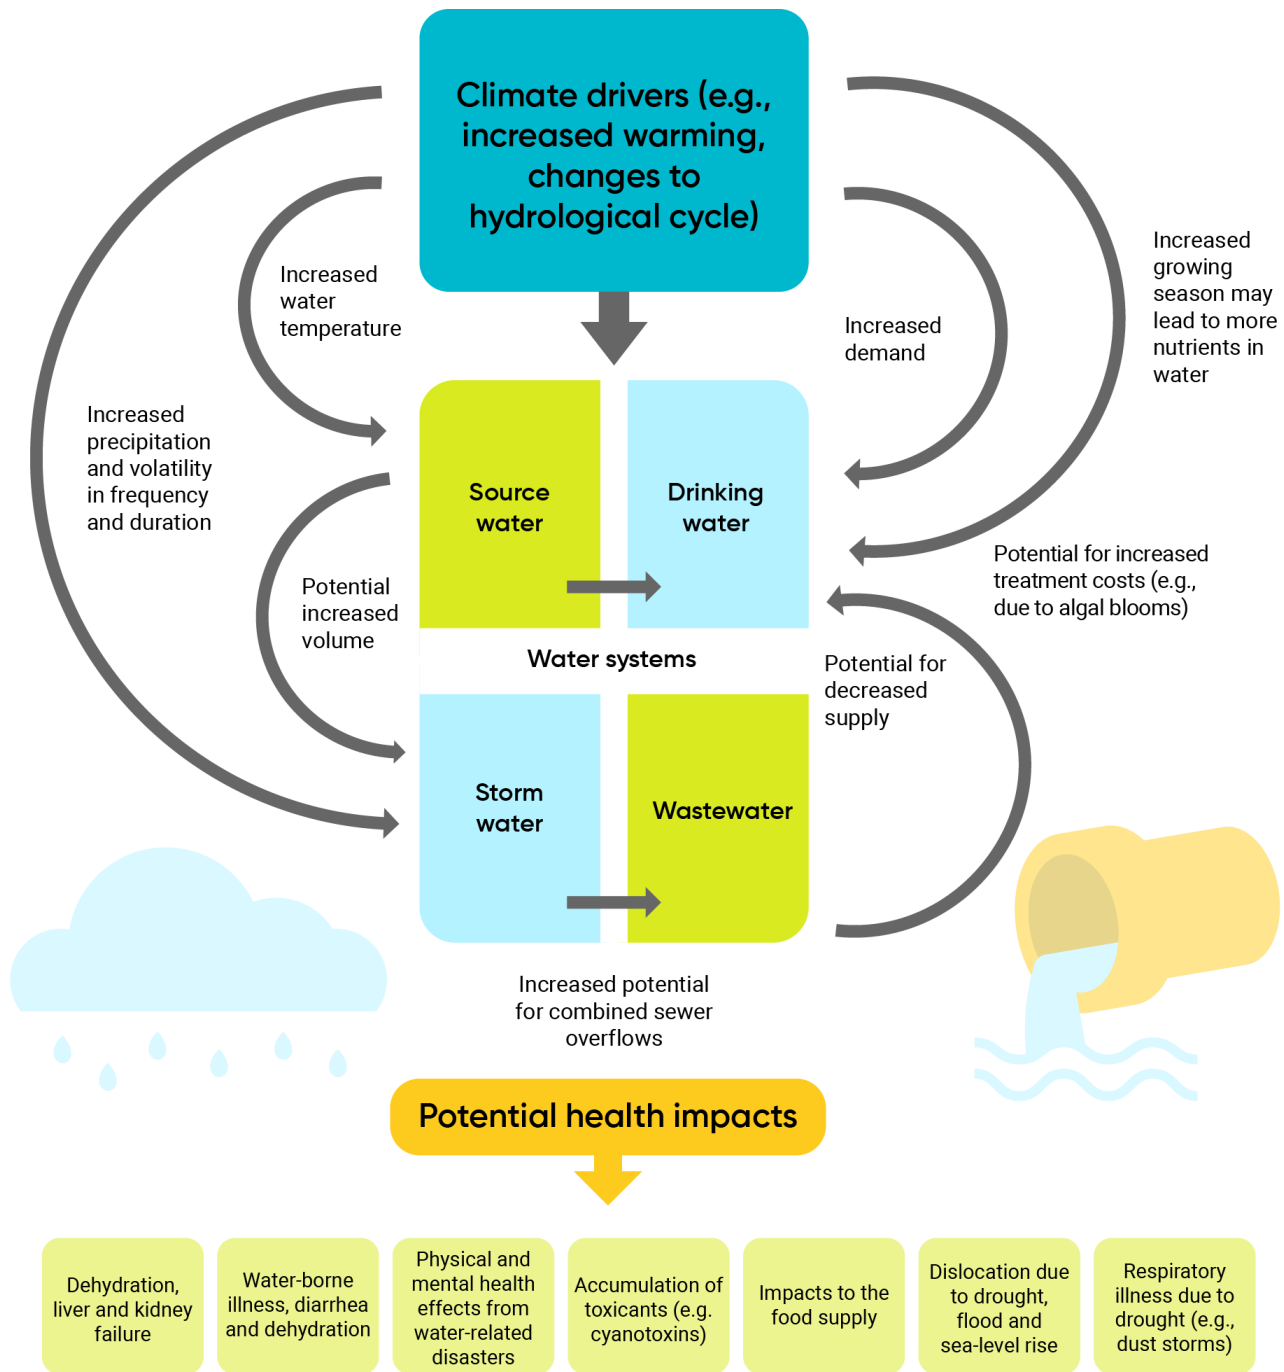 Climate drivers (e.g.,
increased warming,
changes to
hydrological cycle)
Increased
water
temperature
Increased
precipitation
and volatility
in frequency
and duration
Potential
increased
volume
Increased
demand
Increased
growing
season may
lead to more
nutrients in
water
Source
water
Drinking
water
Potential for increased
treatment costs (e.g.,
due to algal blooms)
Water systems
Potential for
decreased
supply
Storm
water
Wastewater
Increased potential
for combined sewer
overflows
Potential health impacts
Dehydration,
liver and kidney
failure
Water-borne
illness, diarrhea
and dehydration
Physical and
mental health
effects from
water-related
disasters
Accumulation of
toxicants (e.g.
cyanotoxins)
Impacts to the
food supply
Dislocation due
to drought,
flood and
sea-level rise
Respiratory
illness due to
drought (e.g.,
dust storms)